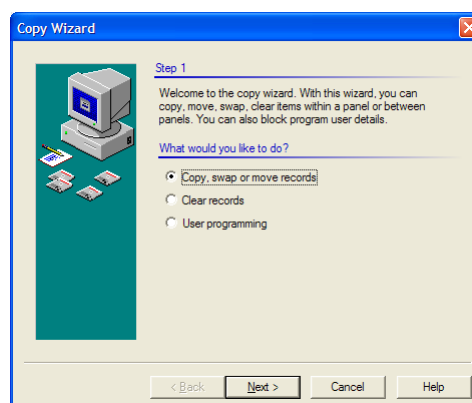 Copy Wizard
Step 1
Welcome to the copy wizard. With this wizard, you can
copy, move, swap, clear items within a panel or between
panels. You can also block program user details.
What would you like to do?
Copy, swap or move records
Clear records
User programming
< Back
Next >
Cancel
Help